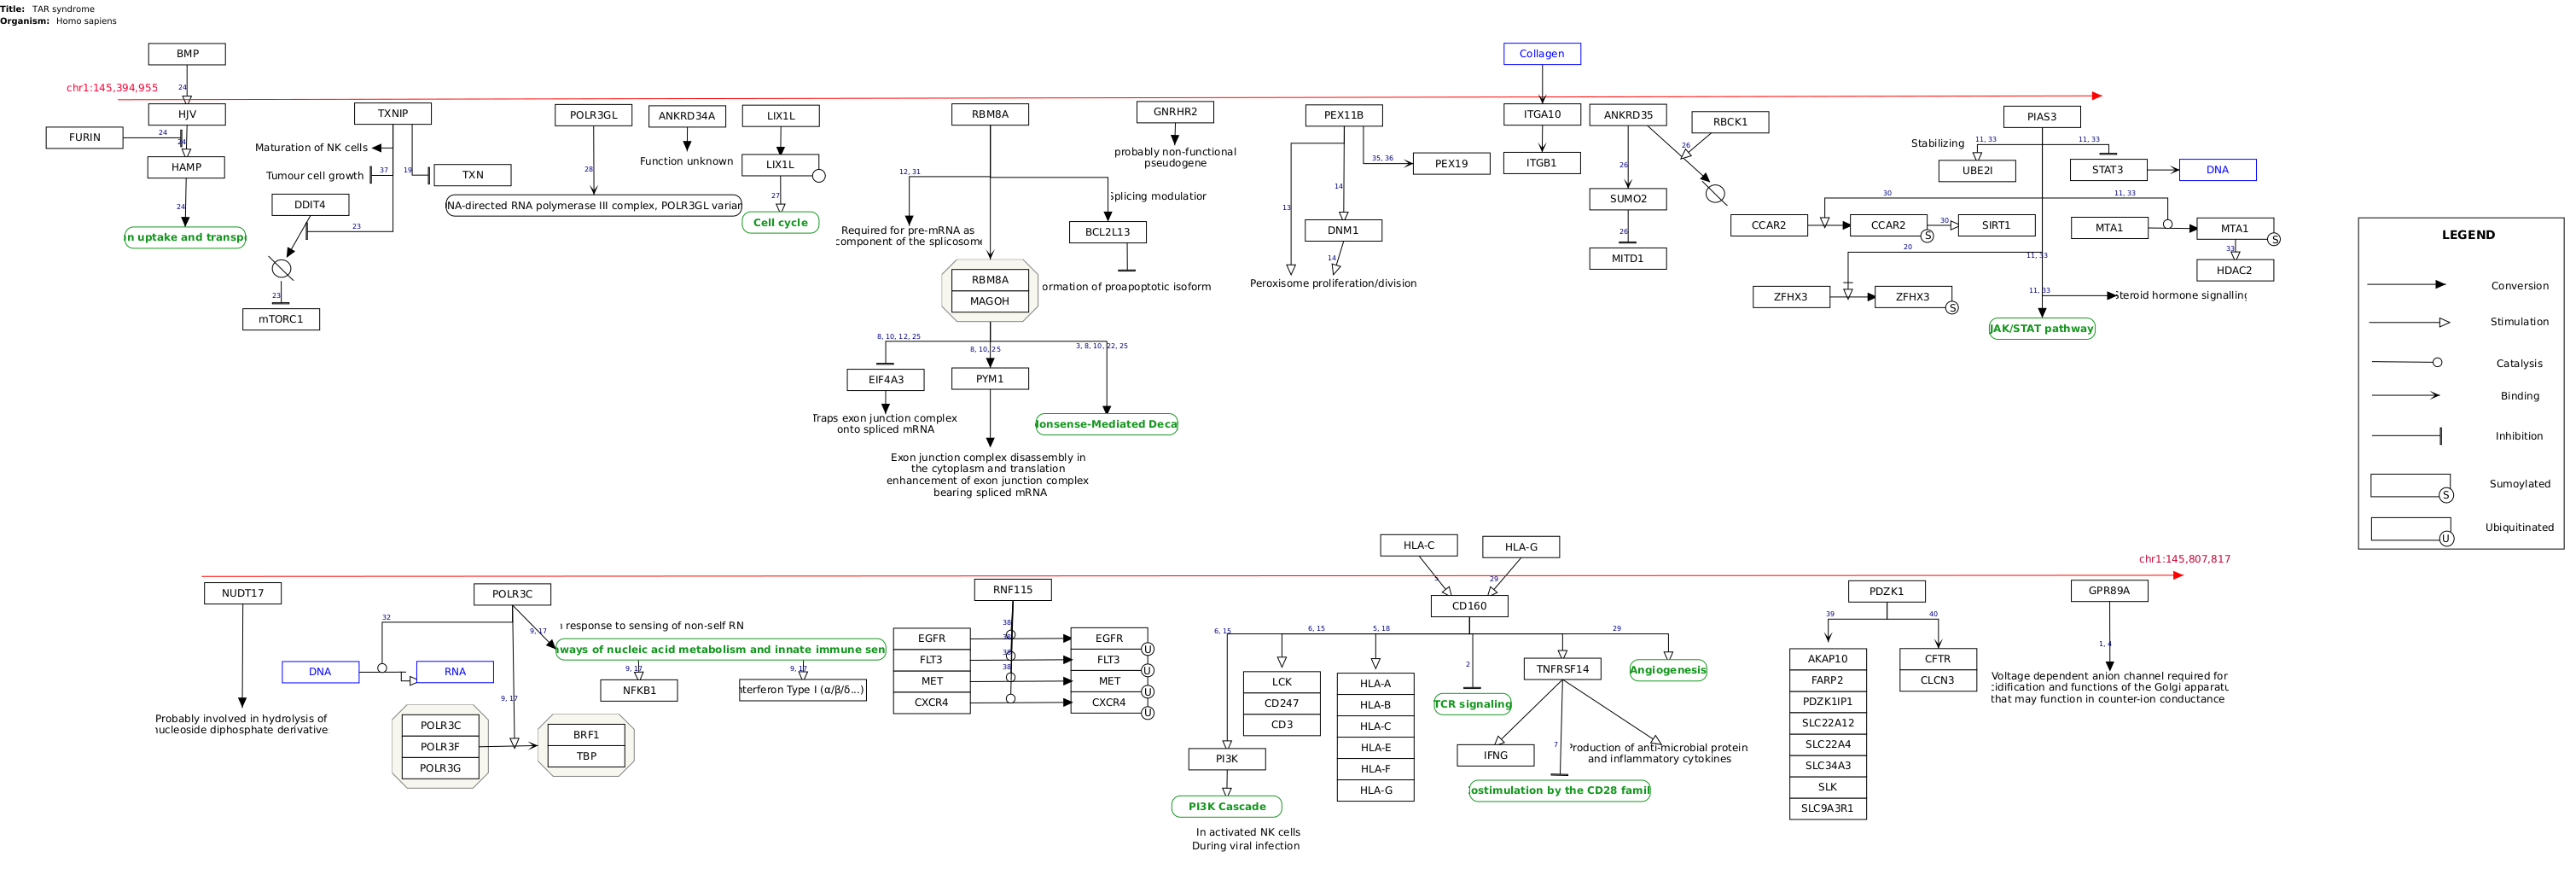 Title: TAR syndrome
Organism: Homo sapiens
BMP
Collagen
chr1:145,394,955
24
HJV
TXNIP
POLR3GL
ANKRD34A
LIX1L
RBM8A
GNRHR2
PEX11B
ITGA10
ANKRD35
RBCK1
PIAS3
FURIN
24
24
HAMP
24
n uptake and transp
Maturation of NK cells
Tumour cell growth
37
19
TXN
DDIT4
23
23
mTORC1
28
NA-directed RNA polymerase III complex, POLR3GL varian
Function unknown
LIX1L
27
Cell cycle
12, 31
Required for pre-mRNA as
component of the splicosome
Splicing modulation
BCL2L13
ormation of proapoptotic isoform
RBM8A
MAGOH
8, 10, 12, 25
8, 10, 25
3, 8, 10, 22, 25
EIF4A3
PYM1
Traps exon junction complex
onto spliced mRNA
Nonsense-Mediated Deca
Exon junction complex disassembly in
the cytoplasm and translation
enhancement of exon junction complex
bearing spliced mRNA
probably non-functional
pseudogene
35, 36
PEX19
13
14
DNM1
14
Peroxisome proliferation/division
ITGB1
26
26
SUMO2
26
MITD1
Stabilizing
11, 33
11, 33
UBE2I
STAT3
DNA
30
11, 33
CCAR2
CCAR2
S
30
SIRT1
MTA1
MTA1
S
33
HDAC2
20
11, 33
ZFHX3
ZFHX3
S
11, 33
Steroid hormone signalling
JAK/STAT pathway
LEGEND
Conversion
Stimulation
Catalysis
Binding
Inhibition
Sumoylated
S
Ubiquitinated
U
HLA-C
HLA-G
chr1:145,807,817
5
29
NUDT17
POLR3C
RNF115
CD160
PDZK1
GPR89A
Probably involved in hydrolysis of
nucleoside diphosphate derivative
32
DNA
RNA
9, 17
n response to sensing of non-self RN
ways of nucleic acid metabolism and innate immune sen
9, 17
9, 17
NFKB1
nterferon Type I (α/β/δ...)
9, 17
POLR3C
POLR3F
POLR3G
BRF1
TBP
38
38
38
38
EGFR
FLT3
MET
CXCR4
EGFR
FLT3
MET
CXCR4
U
U
U
U
6, 15
6, 15
5, 18
2
29
LCK
CD247
CD3
HLA-A
HLA-B
HLA-C
HLA-E
HLA-F
HLA-G
TCR signaling
TNFRSF14
Angiogenesis
PI3K
PI3K Cascade
In activated NK cells
During viral infection
IFNG
7
Production of anti-microbial protein
and inflammatory cytokines
ostimulation by the CD28 famil
39
40
AKAP10
FARP2
PDZK1IP1
SLC22A12
SLC22A4
SLC34A3
SLK
SLC9A3R1
CFTR
CLCN3
1, 4
Voltage dependent anion channel required for
cidification and functions of the Golgi apparatu
that may function in counter-ion conductance